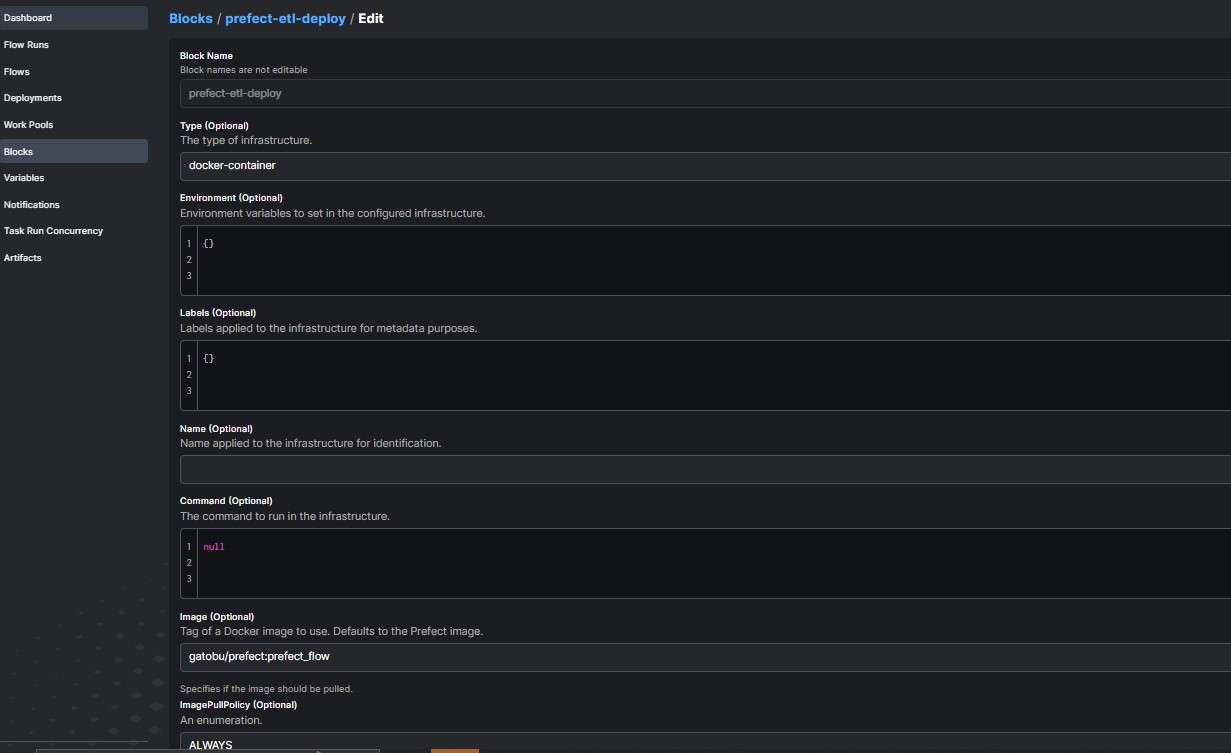 Dashboard
Flow Runs
Flows
Deployments
Work Pools
Blocks
Variables
Notifications
Task Run Concurrency
Artifacts
Blocks / prefect-etl-deploy / Edit
Block Name
Block names are not editable
prefect-etl-deploy
Type (Optional)
The type of infrastructure.
docker-container
Environment (Optional)
Environment variables to set in the configured infrastructure.
1 {}
2
3
Labels (Optional)
Labels applied to the infrastructure for metadata purposes.
1 {}
2
3
Name (Optional)
Name applied to the infrastructure for identification.
Command (Optional)
The command to run in the infrastructure.
1 null
2
3
Image (Optional)
Tag of a Docker image to use. Defaults to the Prefect image.
gatobu/prefect:prefect_flow
Specifies if the image should be pulled.
ImagePullPolicy (Optional)
An enumeration.
ALWAYS